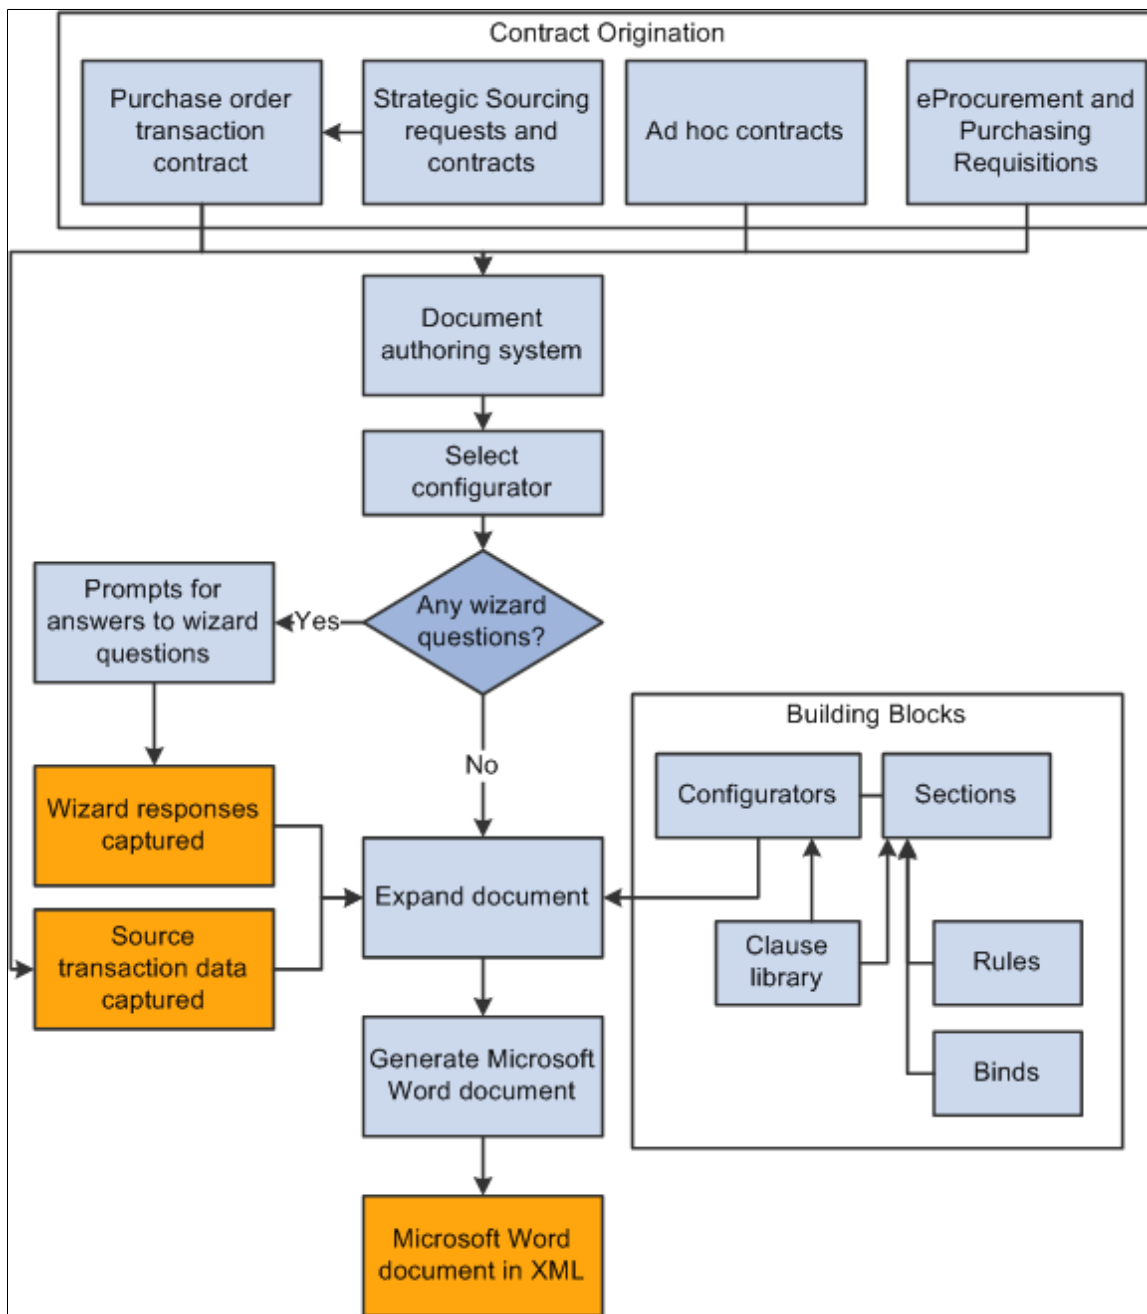 Contract Origination
Purchase order
transaction
contract
Strategic Sourcing
requests and
contracts
Ad hoc contracts
eProcurement and
Purchasing
Requisitions
Document
authoring system
Select
configurator
Any wizard
questions?
Yes
Prompts for
answers to wizard
questions
No
Wizard responses
captured
Source
transaction data
captured
Expand document
Building Blocks
Configurators
Sections
Clause
library
Rules
Binds
Generate Microsoft
Word document
Microsoft Word
document in XML